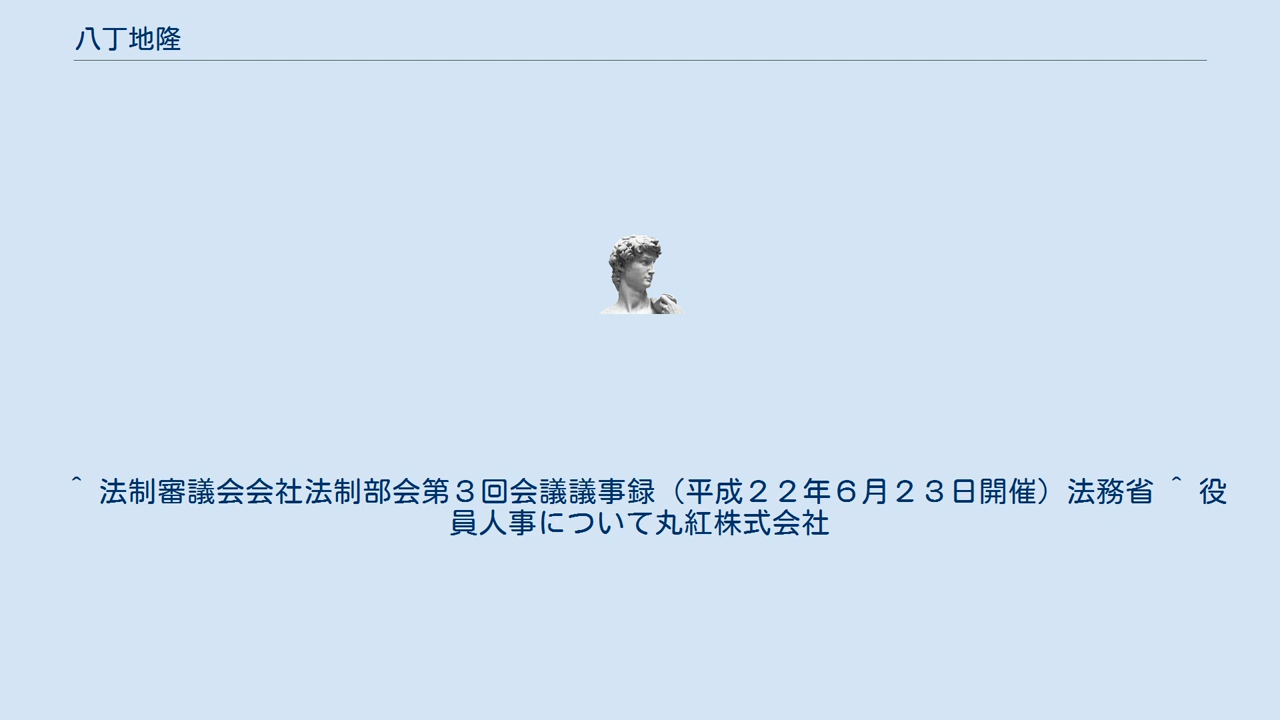 八丁地隆
^ 法制審議会会社法制部会第３回会議議事録（平成２２年６月２３日開催）法務省 ^ 役
員人事について丸紅株式会社